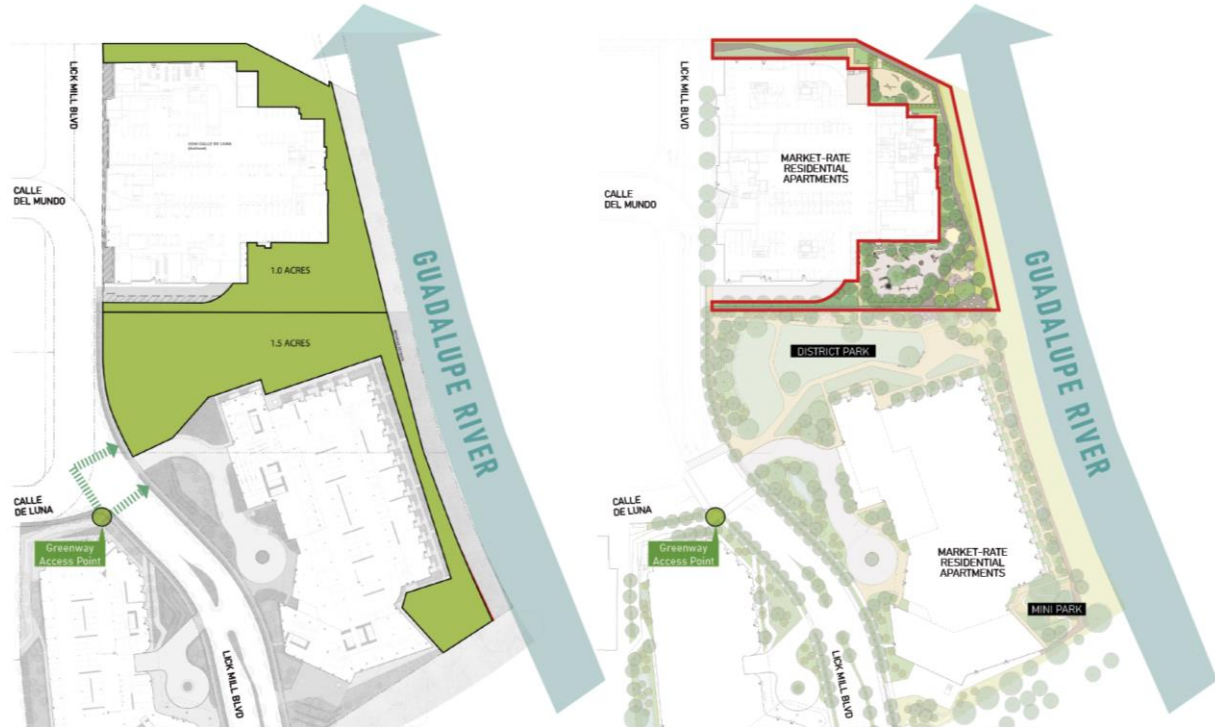 LICK MILL BLVD
CALLE
DEL MUNDO
1.0 ACRES
1.5 ACRES
GUADALUPE RIVER
CALLE
DE LUNA
Greenway
Access Point
LICK MILL BLVD
LICK MILL BLVD
MARKET-RATE
RESIDENTIAL
APARTMENTS
CALLE
DEL MUNDO
GUADALUPE RIVER
DISTRICT PARK
CALLE
DE LUNA
Greenway
Access Point
MARKET-RATE
RESIDENTIAL
APARTMENTS
MINI PARK
LICK MILL BLVD